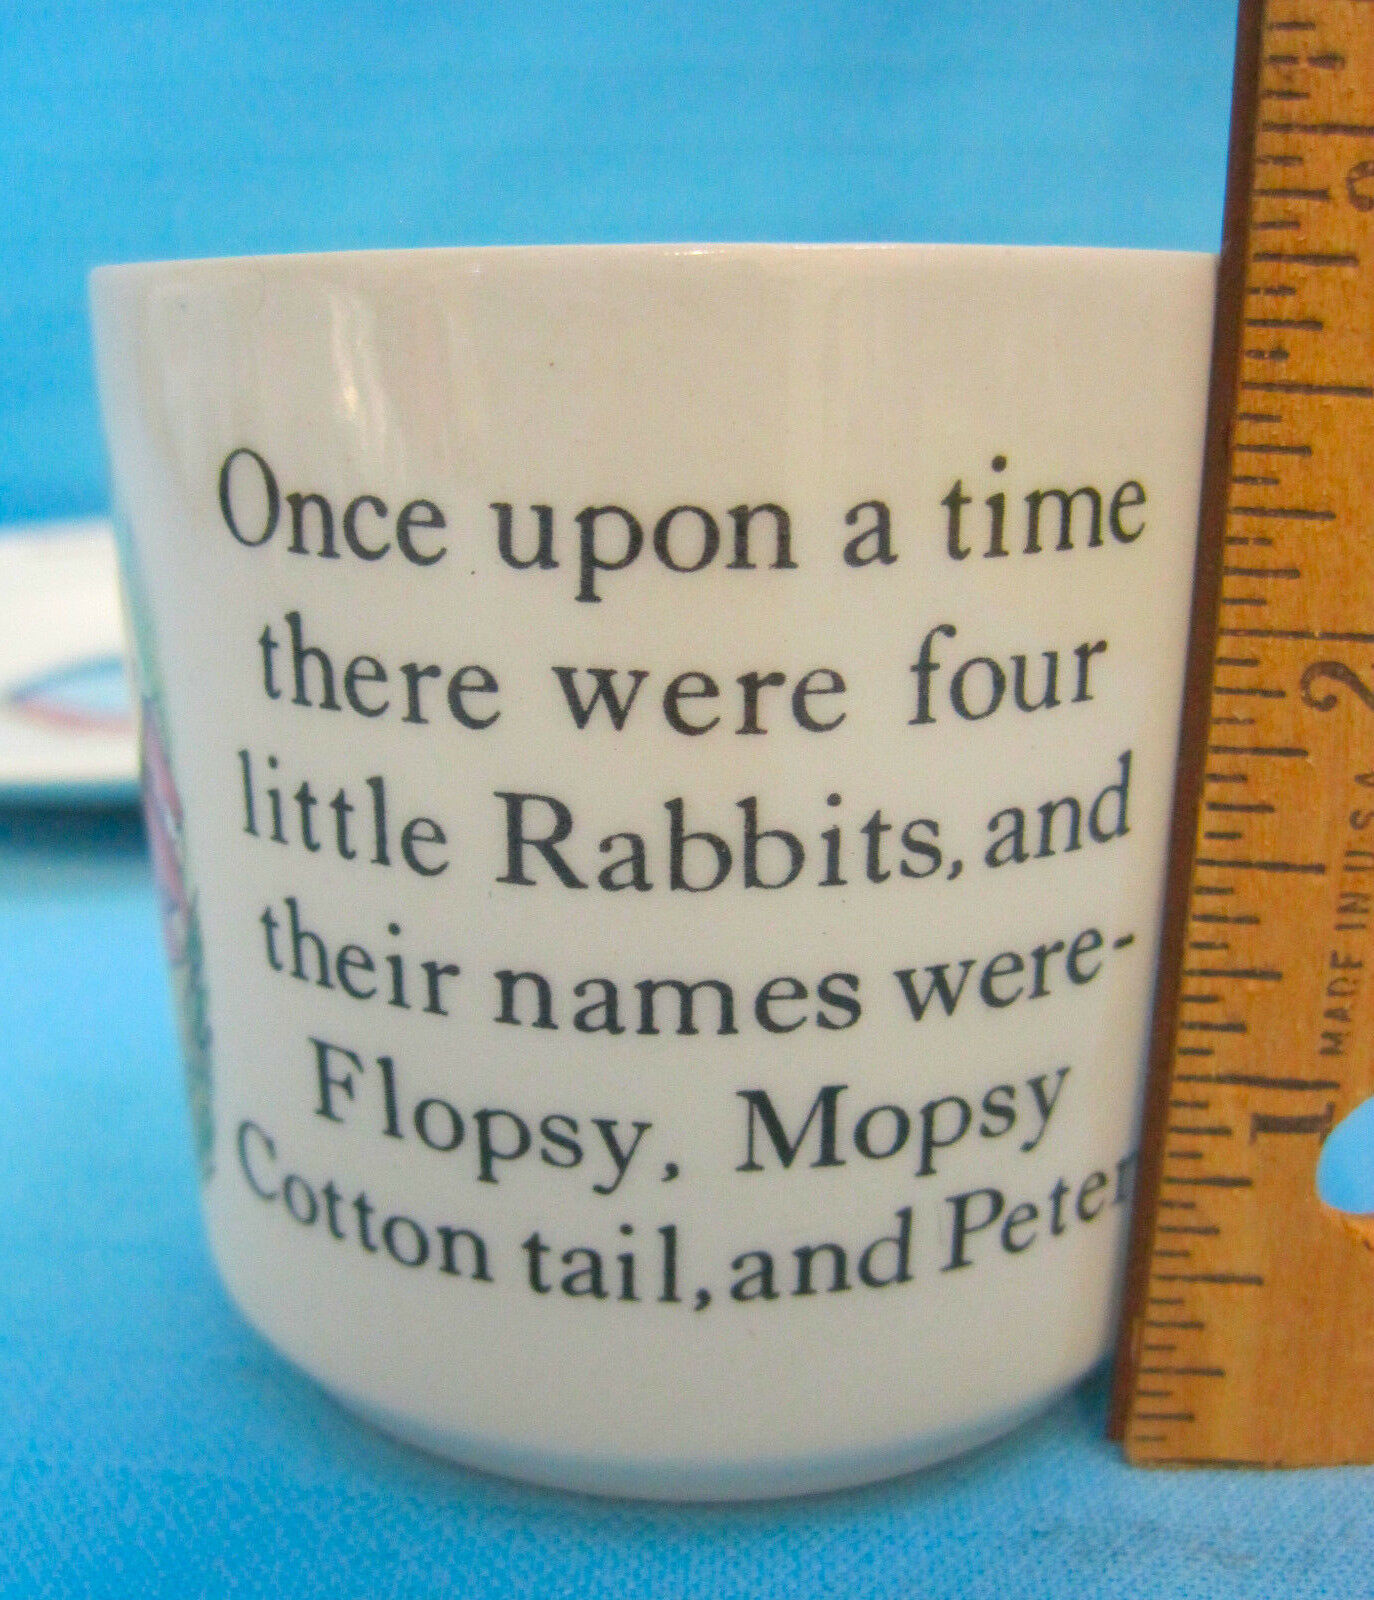 Once upon a time
there were four
little Rabbits, and
their names were-
Flopsy, Mopsy
Cotton tail, and Peter
1
2
MADE IN U.S.A